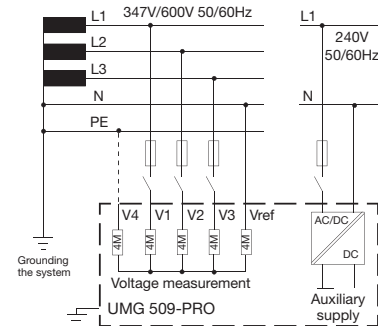 L1 347V/600V 50/60Hz L1
L2 240V
50/60Hz
L3
N N
PE
V4 V1 V2 V3 Vref AC/DC
4M 4M 4M 4M 4M DC
Grounding
the system
Voltage measurement
UMG 509-PRO
Auxiliary
supply